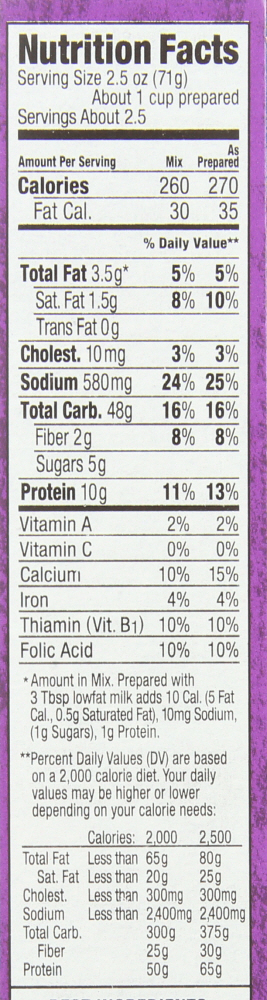 Nutrition Facts
Serving Size 2.5 oz (71g)
About 1 cup prepared
Servings About 2.5
Amount Per Serving Mix As Prepared
Calories 260 270
Fat Cal. 30 35
% Daily Value**
Total Fat 3.5g* 5% 5%
Sat. Fat 1.5g 8% 10%
Trans Fat 0g
Cholest. 10mg 3% 3%
Sodium 580mg 24% 25%
Total Carb. 48g 16% 16%
Fiber 2g 8% 8%
Sugars 5g
Protein 10g 11% 13%
Vitamin A 2% 2%
Vitamin C 0% 0%
Calcium 10% 15%
Iron 4% 4%
Thiamin (Vit. B1) 10% 10%
Folic Acid 10% 10%
*Amount in Mix. Prepared with
3 Tbsp lowfat milk adds 10 Cal. (5 Fat
Cal., 0.5g Saturated Fat), 10mg Sodium,
(1g Sugars), 1g Protein.
**Percent Daily Values (DV) are based
on a 2,000 calorie diet. Your daily
values may be higher or lower
depending on your calorie needs:
Calories: 2,000 2,500
Total Fat Less than 65g 80g
Sat. Fat Less than 20g 25g
Cholest. Less than 300mg 300mg
Sodium Less than 2,400mg 2,400mg
Total Carb. 300g 375g
Fiber 25g 30g
Protein 50g 65g